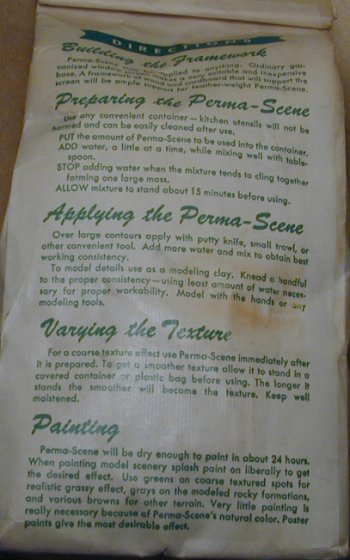 DIRECTIONS
Building the Framework
Perma-Scene may be applied to anything. Ordinary gal-
vanized window screen makes a very suitable and inexpensive
base. A framework of wood and cardboard that will support the
screen will be ample support for feather-weight Perma-Scene.
Preparing the Perma-Scene
Use any convenient container—kitchen utensils will not be
harmed and can be easily cleaned after use.
PUT the amount of Perma-Scene to be used into the container.
ADD water, a little at a time, while mixing well with table-
spoon.
STOP adding water when the mixture tends to cling together
forming one large mass.
ALLOW mixture to stand about 15 minutes before using.
Applying the Perma-Scene
Over large contours apply with putty knife, small trowl, or
other convenient tool. Add more water and mix to obtain best
working consistency.
To model details use as a modeling clay. Knead a handful
to the proper consistency—using least amount of water neces-
sary for proper workability. Model with the hands or any
modeling tools.
Varying the Texture
For a coarse texture effect use Perma-Scene immediately after
it is prepared. To get a smoother texture allow it to stand in a
covered container or plastic bag before using. The longer it
stands the smoother will become the texture. Keep well
moistened.
Painting
Perma-Scene will be dry enough to paint in about 24 hours.
When painting model scenery splash paint on liberally to get
the desired effect. Use greens on coarse textured spots for
realistic grassy effect, grays on the modeled rocky formations,
and various browns for other terrain. Very little painting is
really necessary because of Perma-Scene's natural color. Poster
paints give the most desirable effect.